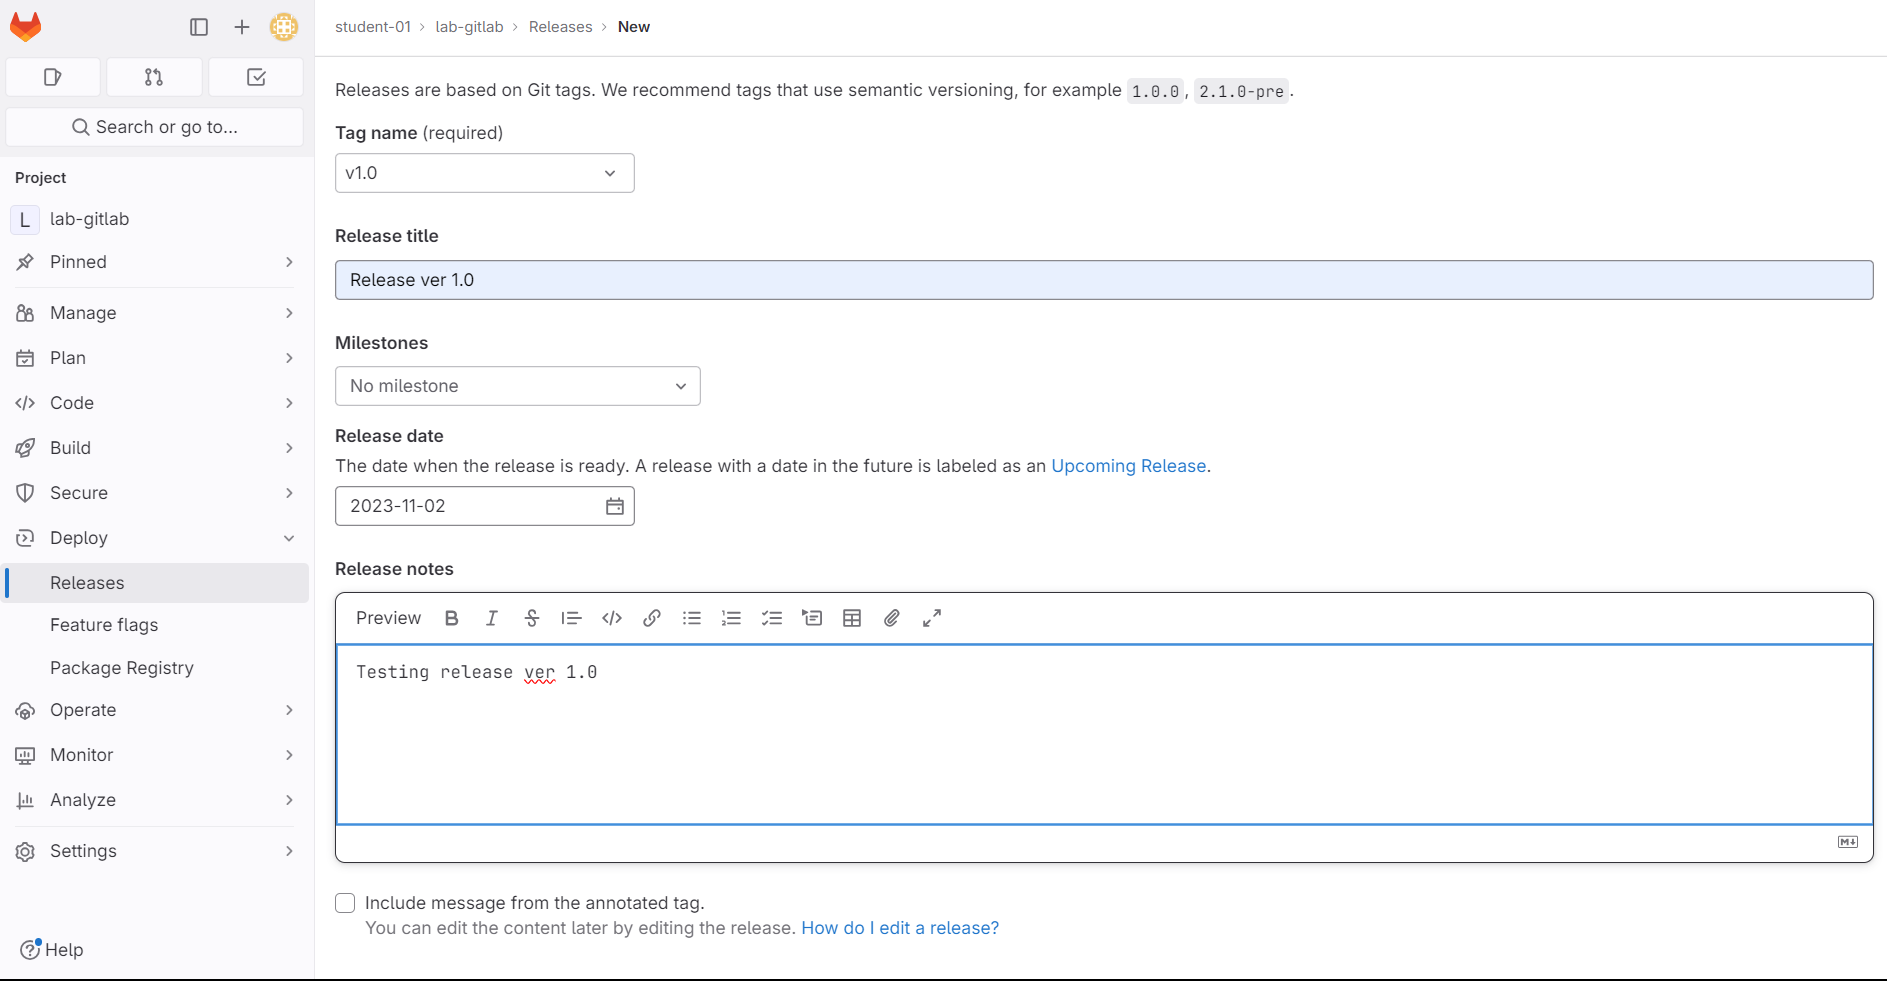 student-01 › lab-gitlab › Releases › New
Search or go to...
Project
L lab-gitlab
Pinned
Manage
Plan
Code
Build
Secure
Deploy
Releases
Feature flags
Package Registry
Operate
Monitor
Analyze
Settings
Help
Releases are based on Git tags. We recommend tags that use semantic versioning, for example 1.0.0, 2.1.0-pre.
Tag name (required)
v1.0
Release title
Release ver 1.0
Milestones
No milestone
Release date
The date when the release is ready. A release with a date in the future is labeled as an Upcoming Release.
2023-11-02
Release notes
Preview
Testing release ver 1.0
Include message from the annotated tag.
You can edit the content later by editing the release. How do I edit a release?